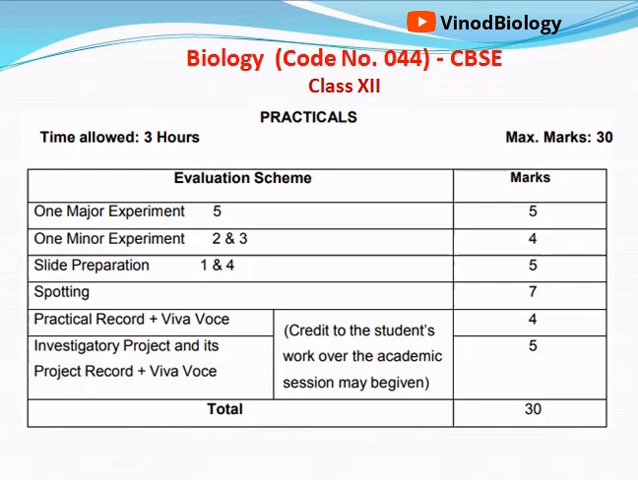 VinodBiology
Biology (Code No. 044) - CBSE
Class XII
PRACTICALS
Time allowed: 3 Hours Max. Marks: 30
Evaluation Scheme Marks
One Major Experiment 5 5
One Minor Experiment 2 & 3 4
Slide Preparation 1 & 4 5
Spotting 7
Practical Record + Viva Voce 4
Investigatory Project and its 5
Project Record + Viva Voce
(Credit to the student's
work over the academic
session may begiven)
Total 30